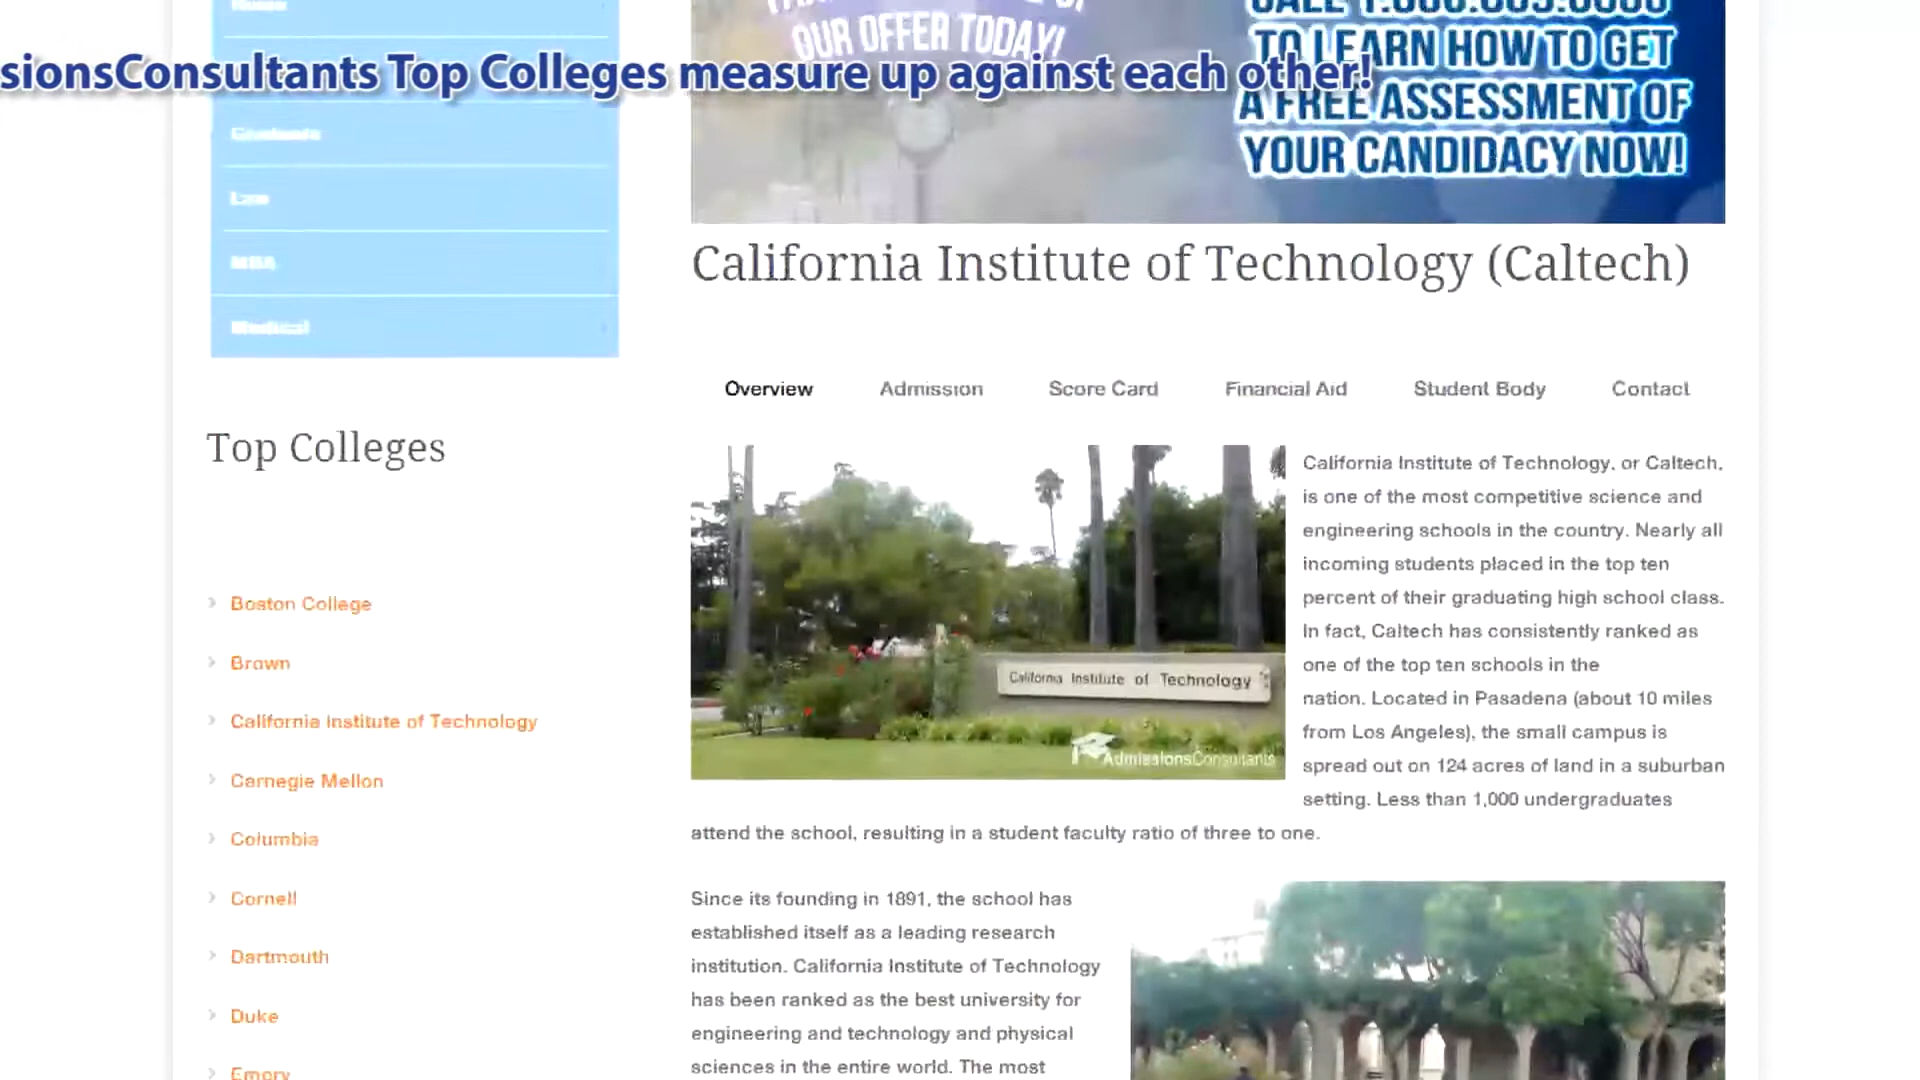 OUR OFFER TODAY!
TO LEARN HOW TO GET
A FREE ASSESSMENT OF
YOUR CANDIDACY NOW!
sionsConsultants Top Colleges measure up against each other!
Graduate
Law
MBA
Medical
California Institute of Technology (Caltech)
Overview
Admission
Score Card
Financial Aid
Student Body
Contact
Top Colleges
Boston College
Brown
California Institute of Technology
Carnegie Mellon
Columbia
Cornell
Dartmouth
Duke
Emory
California Institute of Technology
AdmissionsConsultants
California Institute of Technology, or Caltech,
is one of the most competitive science and
engineering schools in the country. Nearly all
incoming students placed in the top ten
percent of their graduating high school class.
In fact, Caltech has consistently ranked as
one of the top ten schools in the
nation. Located in Pasadena (about 10 miles
from Los Angeles), the small campus is
spread out on 124 acres of land in a suburban
setting. Less than 1,000 undergraduates
attend the school, resulting in a student faculty ratio of three to one.
Since its founding in 1891, the school has
established itself as a leading research
institution. California Institute of Technology
has been ranked as the best university for
engineering and technology and physical
sciences in the entire world. The most